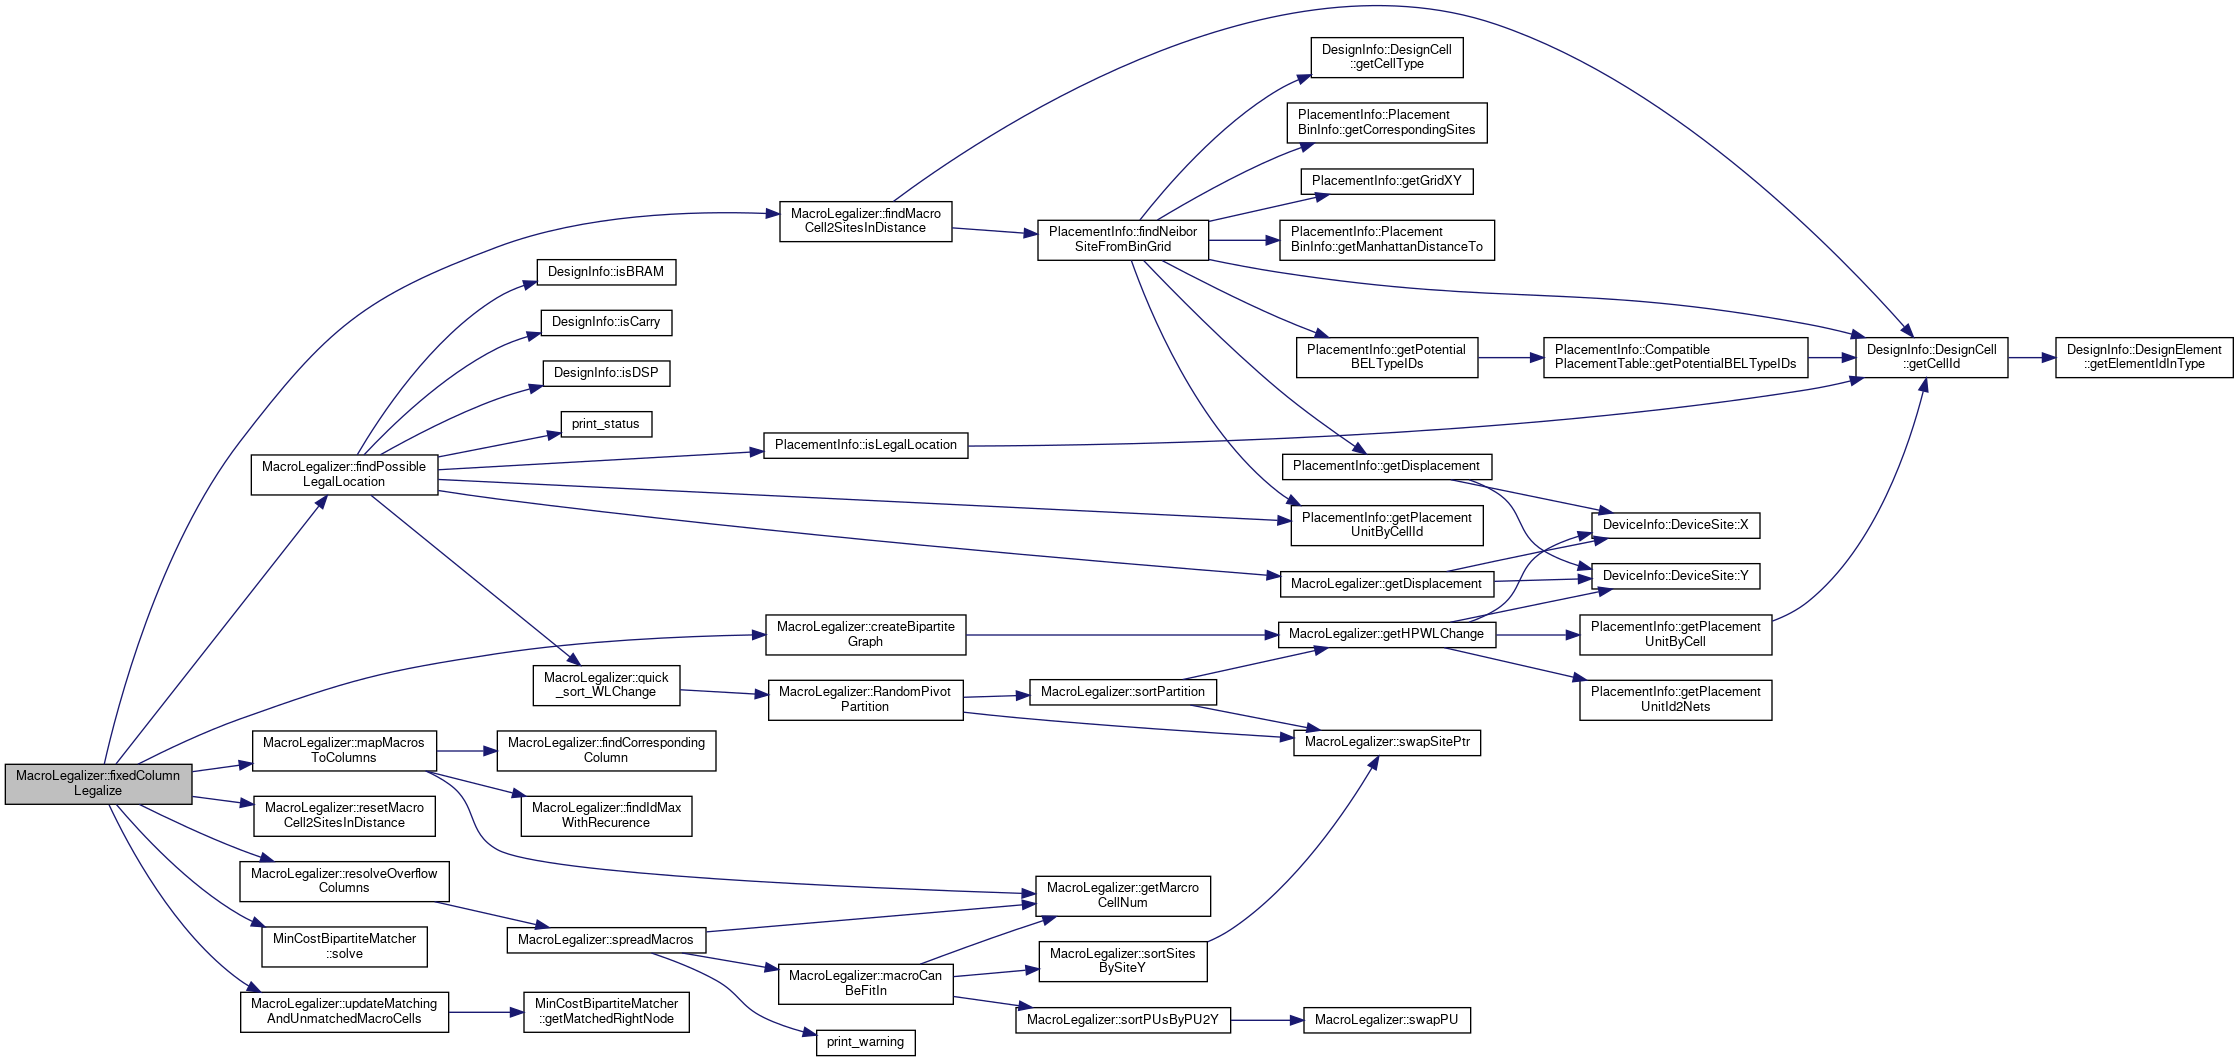 MacroLegalizer::fixedColumn
Legalize
MacroLegalizer::findMacro
Cell2SitesInDistance
MacroLegalizer::findPossible
LegalLocation
DesignInfo::isBRAM
DesignInfo::isCarry
DesignInfo::isDSP
print_status
PlacementInfo::isLegalLocation
PlacementInfo::findNeibor
SiteFromBinGrid
DesignInfo::DesignCell
::getCellType
PlacementInfo::Placement
BinInfo::getCorrespondingSites
PlacementInfo::getGridXY
PlacementInfo::Placement
BinInfo::getManhattanDistanceTo
PlacementInfo::getPotential
BELTypeIDs
PlacementInfo::Compatible
PlacementTable::getPotentialBELTypeIDs
DesignInfo::DesignCell
::getCellId
DesignInfo::DesignElement
::getElementIdInType
PlacementInfo::getDisplacement
PlacementInfo::getPlacement
UnitByCellId
MacroLegalizer::getDisplacement
DeviceInfo::DeviceSite::X
DeviceInfo::DeviceSite::Y
MacroLegalizer::createBipartite
Graph
MacroLegalizer::getHPWLChange
PlacementInfo::getPlacement
UnitByCell
PlacementInfo::getPlacement
UnitId2Nets
MacroLegalizer::quick
_sort_WLChange
MacroLegalizer::RandomPivot
Partition
MacroLegalizer::sortPartition
MacroLegalizer::swapSitePtr
MacroLegalizer::mapMacros
ToColumns
MacroLegalizer::findCorresponding
Column
MacroLegalizer::findIdMax
WithRecurence
MacroLegalizer::resetMacro
Cell2SitesInDistance
MacroLegalizer::resolveOverflow
Columns
MacroLegalizer::spreadMacros
MacroLegalizer::getMarcro
CellNum
MacroLegalizer::macroCan
BeFitIn
MacroLegalizer::sortSites
BySiteY
MacroLegalizer::sortPUsByPU2Y
MacroLegalizer::swapPU
print_warning
MinCostBipartiteMatcher
::solve
MacroLegalizer::updateMatching
AndUnmatchedMacroCells
MinCostBipartiteMatcher
::getMatchedRightNode